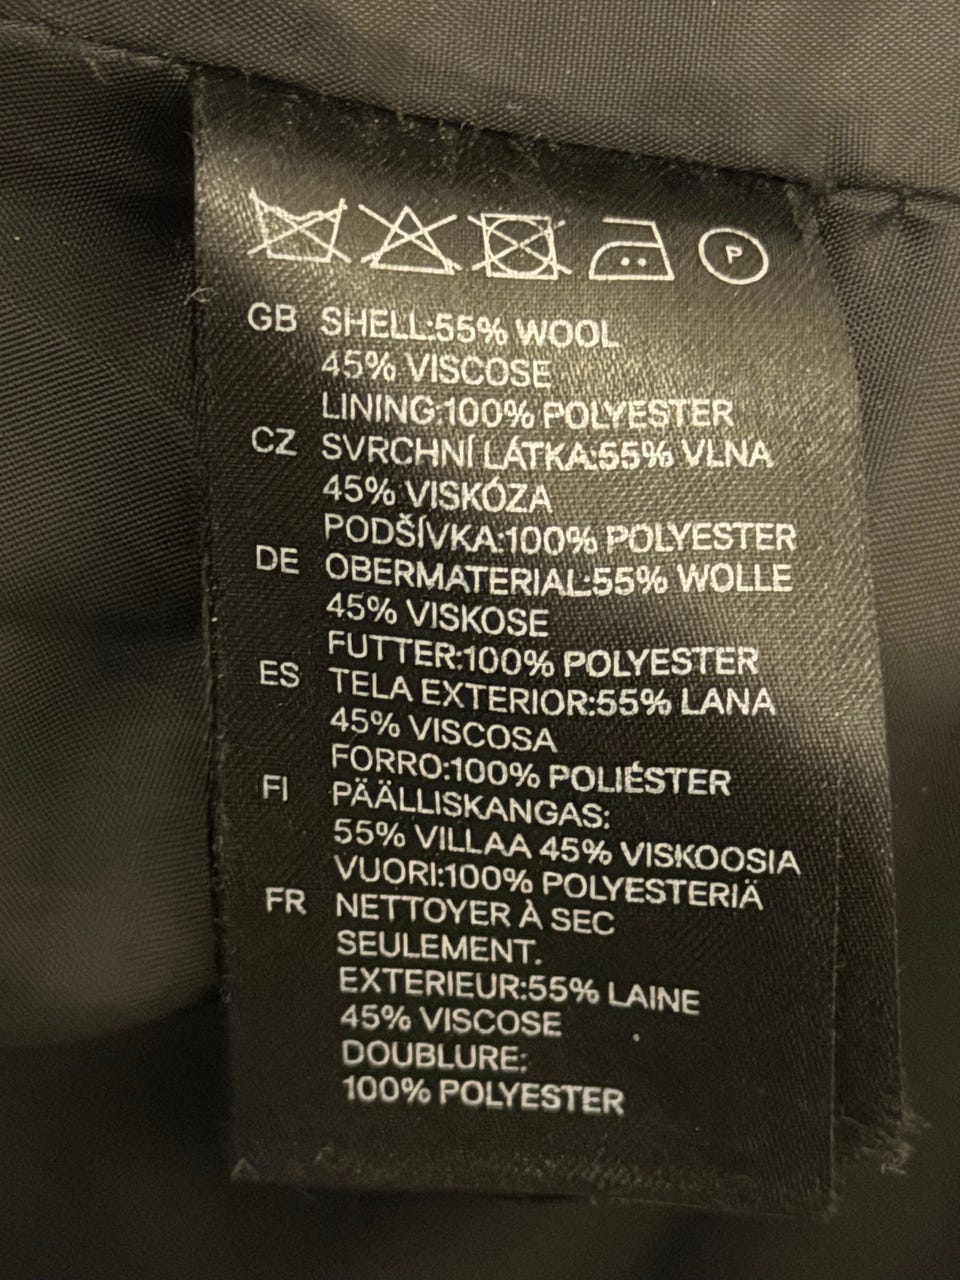 P
GB SHELL:55% WOOL
45% VISCOSE
LINING:100% POLYESTER
CZ SVRCHNÍ LÁTKA:55% VLNA
45% VISKÓZA
PODŠÍVKA:100% POLYESTER
DE OBERMATERIAL:55% WOLLE
45% VISKOSE
FUTTER:100% POLYESTER
ES TELA EXTERIOR:55% LANA
45% VISCOSA
FORRO:100% POLIÉSTER
FI PÄÄLLISKANGAS:
55% VILLAA 45% VISKOOSIA
VUORI:100% POLYESTERIÄ
FR NETTOYER À SEC
SEULEMENT.
EXTERIEUR:55% LAINE
45% VISCOSE
DOUBLURE:
100% POLYESTER